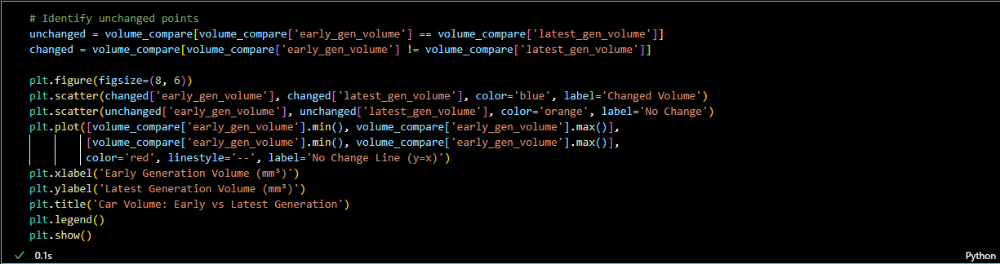 # Identify unchanged points
unchanged = volume_compare[volume_compare['early_gen_volume'] == volume_compare['latest_gen_volume']]
changed = volume_compare[volume_compare['early_gen_volume'] != volume_compare['latest_gen_volume']]

plt.figure(figsize=(8, 6))
plt.scatter(changed['early_gen_volume'], changed['latest_gen_volume'], color='blue', label='Changed Volume')
plt.scatter(unchanged['early_gen_volume'], unchanged['latest_gen_volume'], color='orange', label='No Change')
plt.plot([volume_compare['early_gen_volume'].min(), volume_compare['early_gen_volume'].max()],
         [volume_compare['early_gen_volume'].min(), volume_compare['early_gen_volume'].max()],
         color='red', linestyle='--', label='No Change Line (y=x)')
plt.xlabel('Early Generation Volume (mm³)')
plt.ylabel('Latest Generation Volume (mm³)')
plt.title('Car Volume: Early vs Latest Generation')
plt.legend()
plt.show()
0.1s
Python